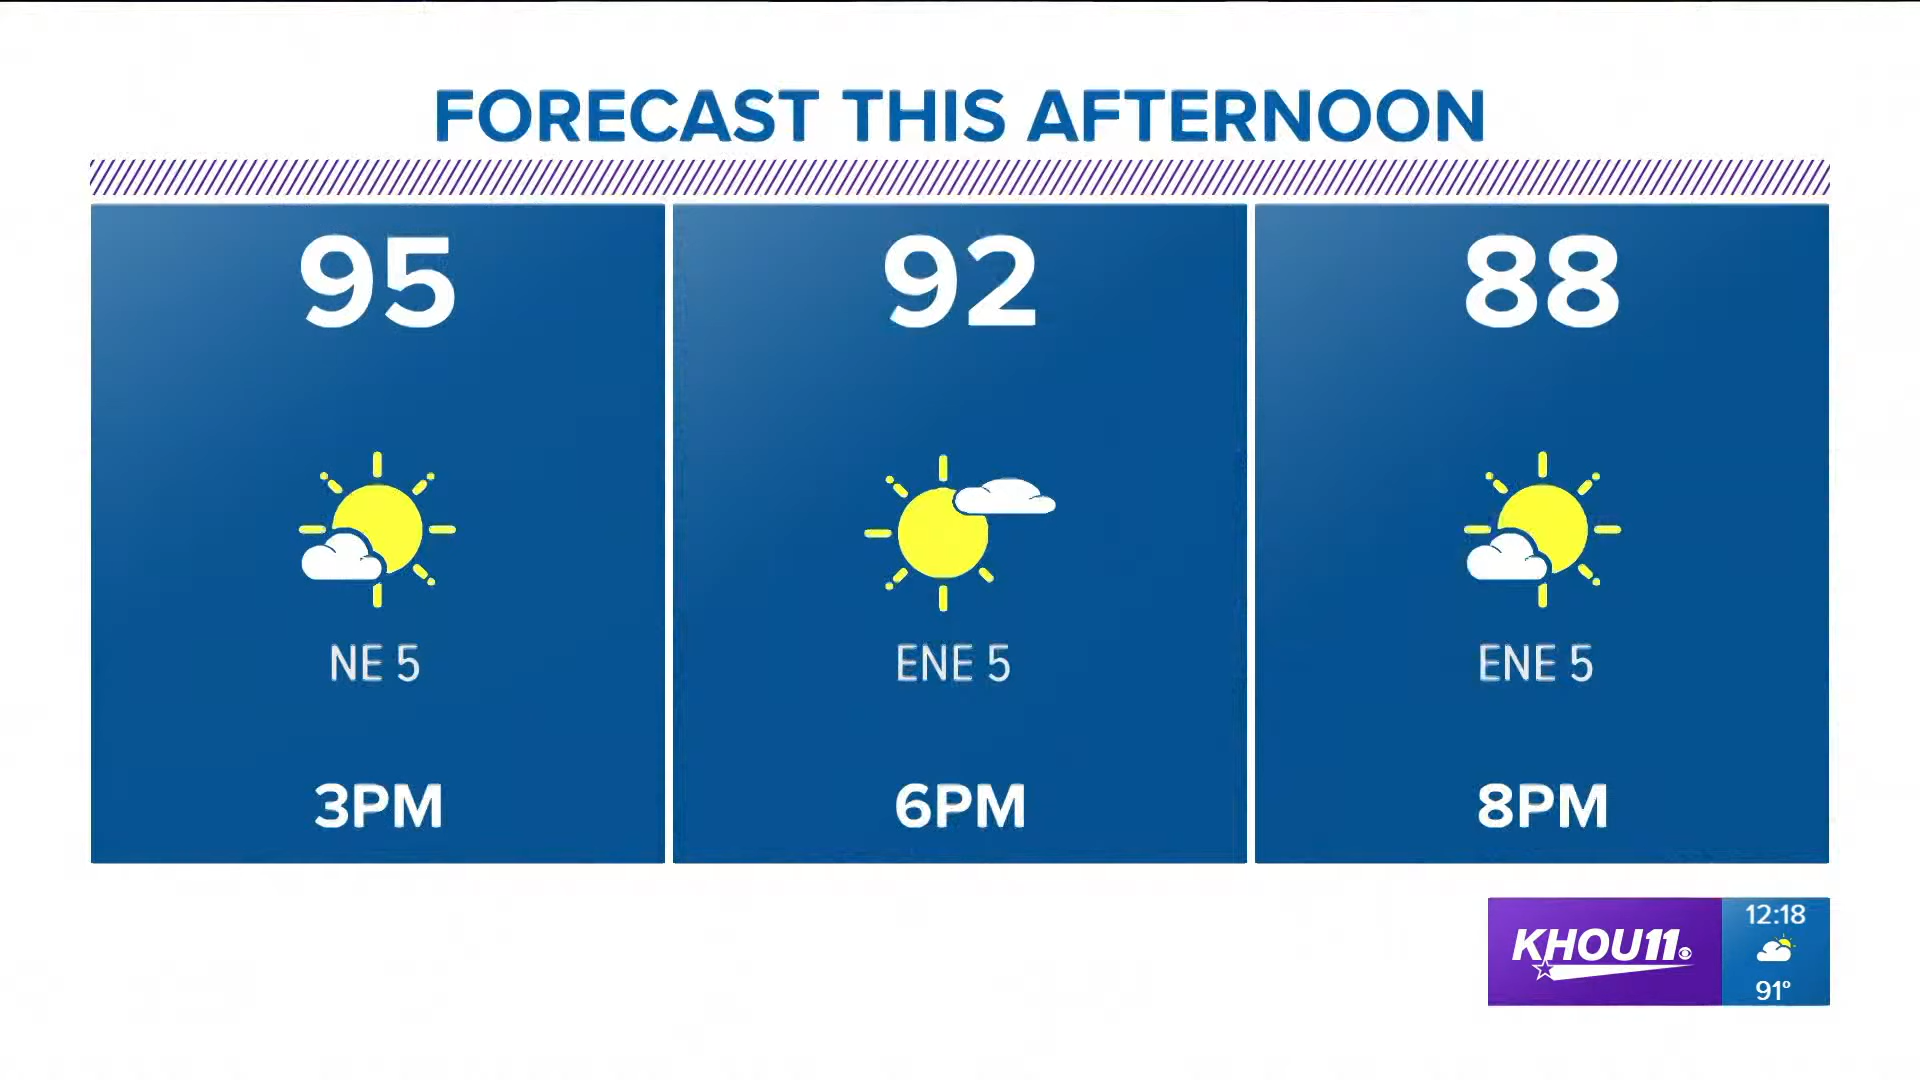 FORECAST THIS AFTERNOON
95
92
88
NE 5
ENE 5
ENE 5
3PM
6PM
8PM
KHOU11
12:18
91°